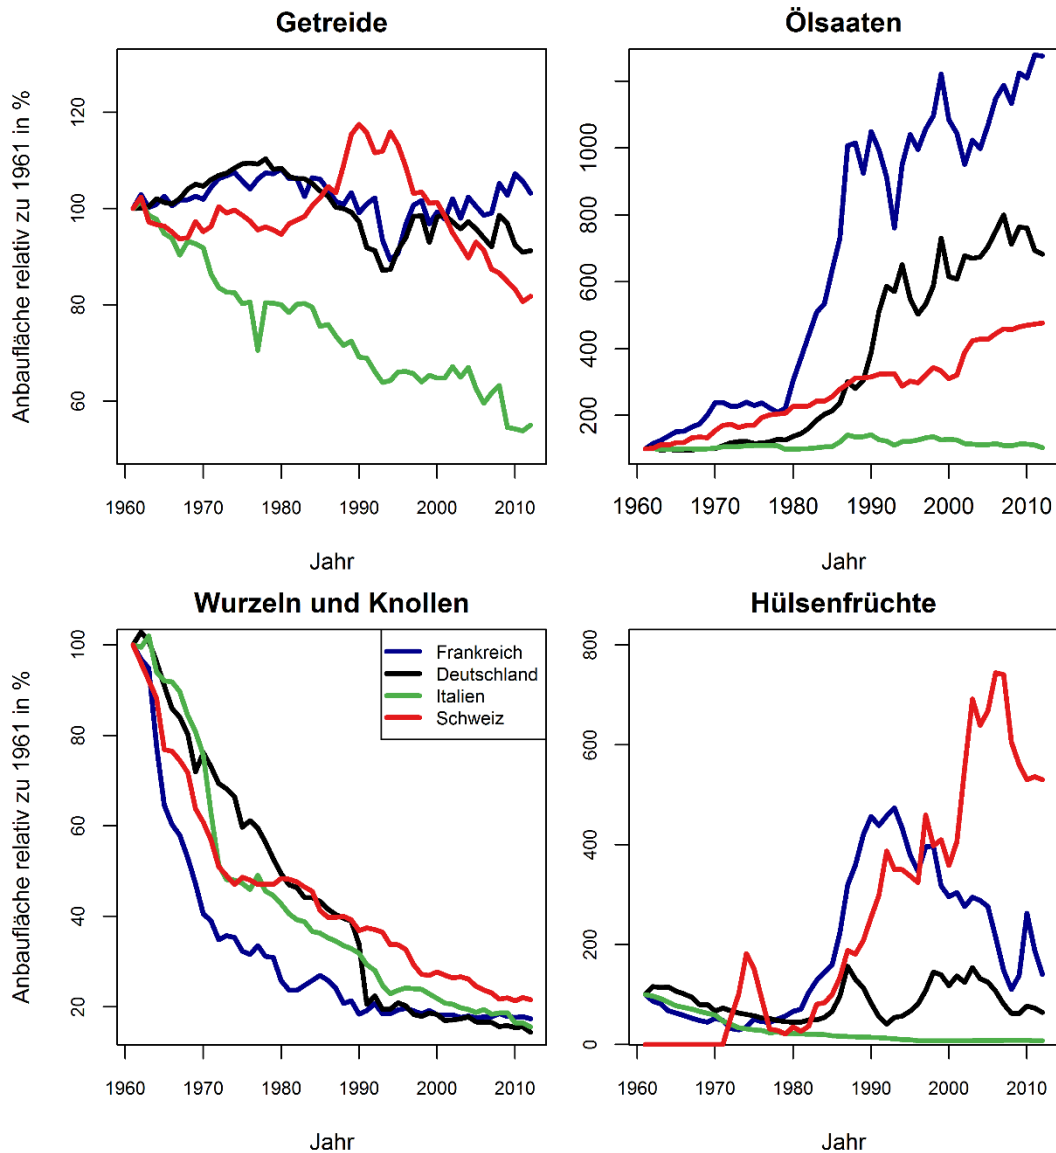 Getreide
Anbaufläche relativ zu 1961 in %
120
100
80
60
1960 1970 1980 1990 2000 2010
Jahr
Ölsaaten
1000
800
600
400
200
1960 1970 1980 1990 2000 2010
Jahr
Wurzeln und Knollen
Anbaufläche relativ zu 1961 in %
100
80
60
40
20
Frankreich
Deutschland
Italien
Schweiz
1960 1970 1980 1990 2000 2010
Jahr
Hülsenfrüchte
800
600
400
200
0
1960 1970 1980 1990 2000 2010
Jahr